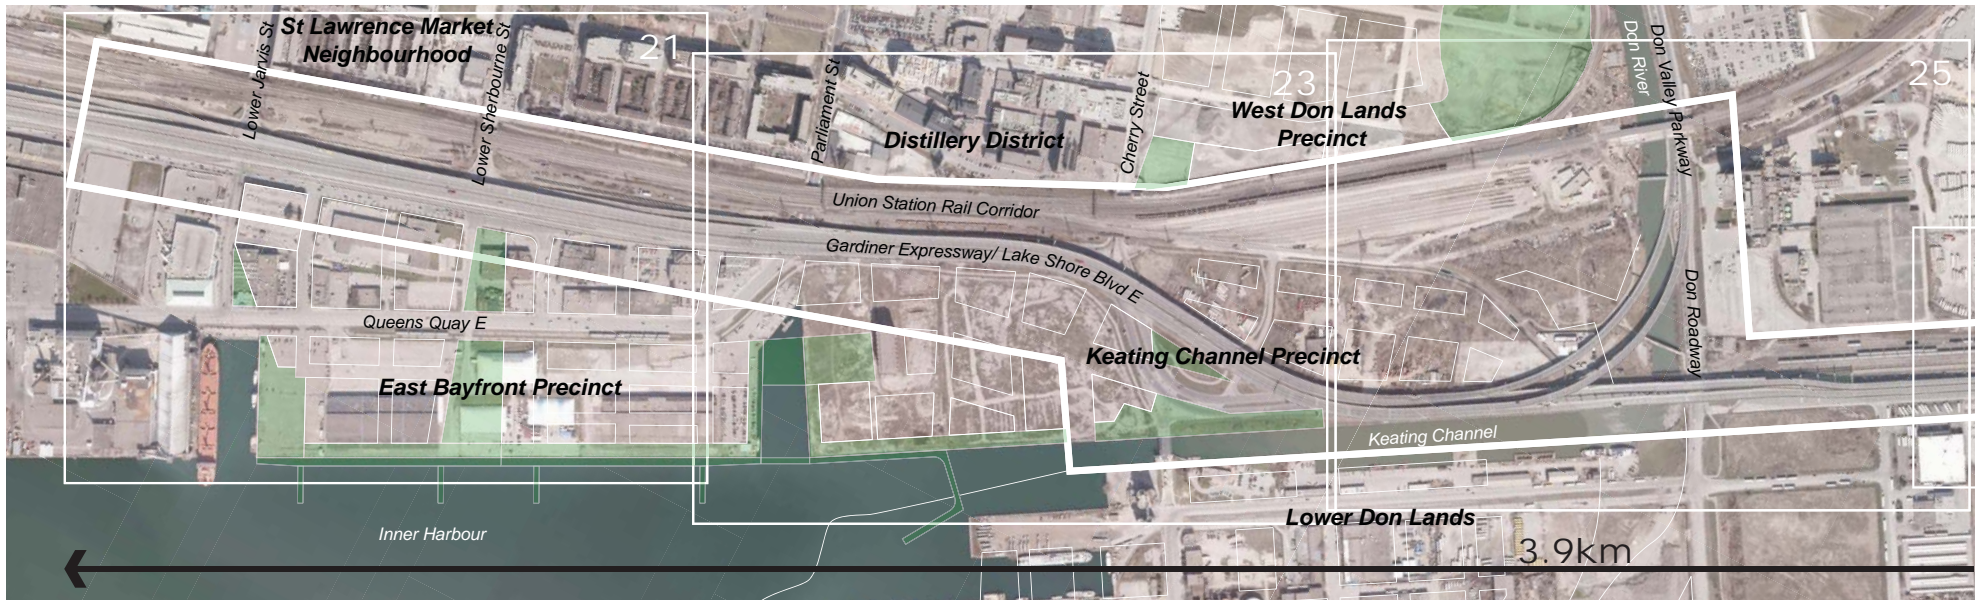 St Lawrence Market
Neighbourhood
21
23
25
Lower Jarvis St
Lower Sherbourne St
Parliament St
Cherry Street
Don River
Don Valley Parkway
Distillery District
West Don Lands
Precinct
Union Station Rail Corridor
Gardiner Expressway/ Lake Shore Blvd E
Don Roadway
Queens Quay E
East Bayfront Precinct
Keating Channel Precinct
Keating Channel
Lower Don Lands
Inner Harbour
3.9km